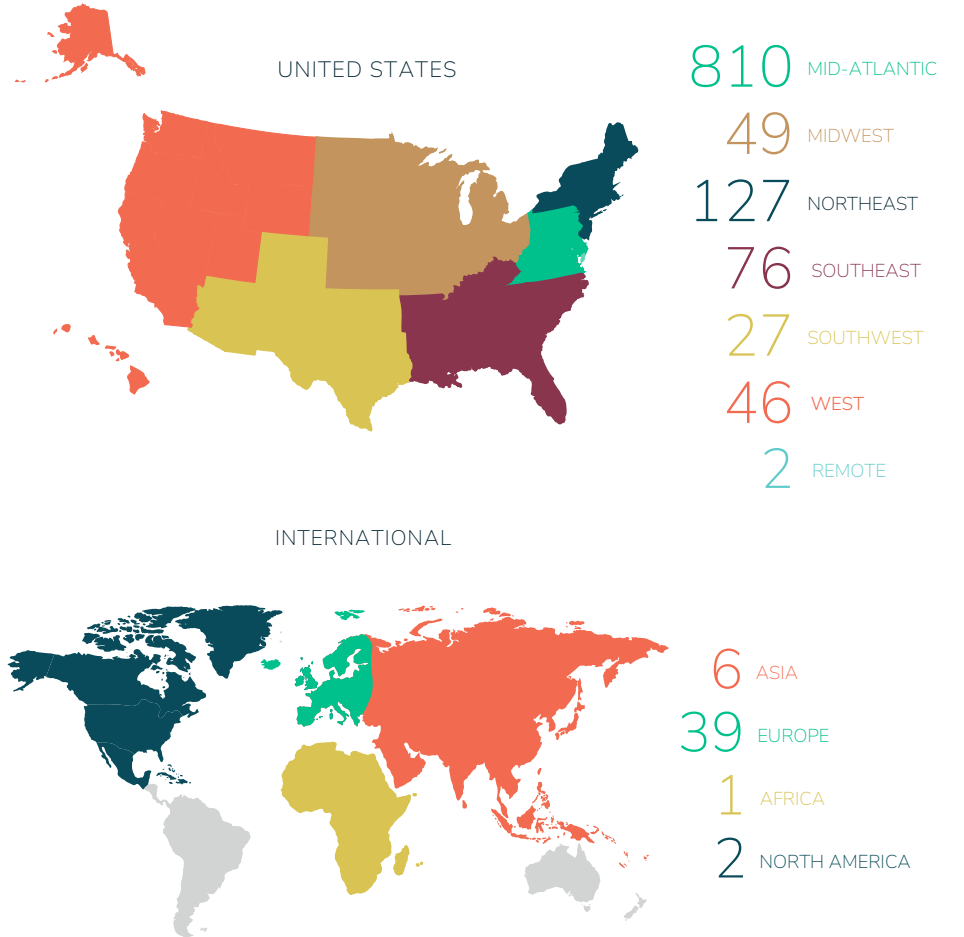 UNITED STATES
810 MID-ATLANTIC
49 MIDWEST
127 NORTHEAST
76 SOUTHEAST
27 SOUTHWEST
46 WEST
2 REMOTE
INTERNATIONAL
6 ASIA
39 EUROPE
1 AFRICA
2 NORTH AMERICA